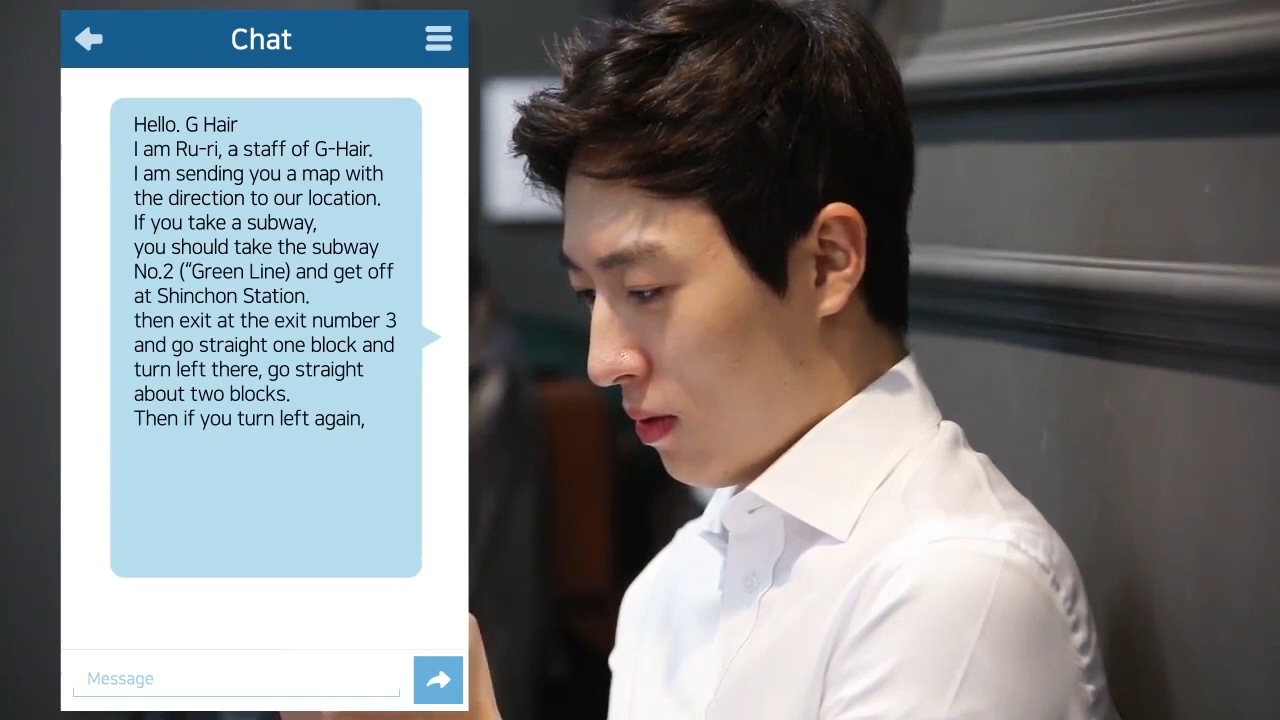 Chat
Hello. G Hair
I am Ru-ri, a staff of G-Hair.
I am sending you a map with
the direction to our location.
If you take a subway,
you should take the subway
No.2 (“Green Line) and get off
at Shinchon Station.
then exit at the exit number 3
and go straight one block and
turn left there, go straight
about two blocks.
Then if you turn left again,
Message